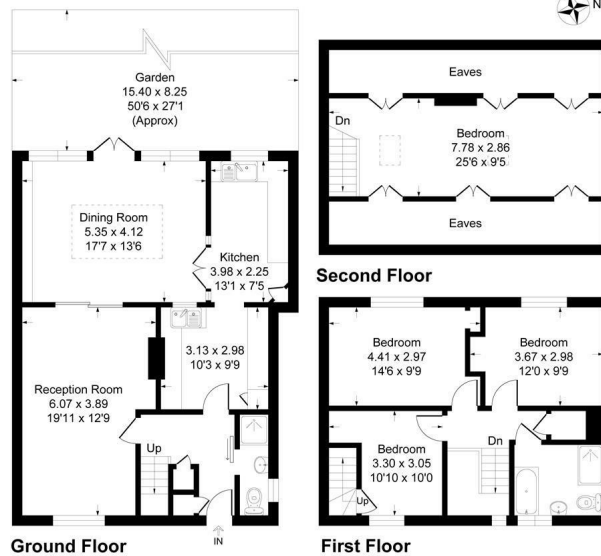 N
Garden
15.40 x 8.25
50'6 x 27'1
(Approx)
Dining Room
5.35 x 4.12
17'7 x 13'6
Kitchen
3.98 x 2.25
13'1 x 7'5
3.13 x 2.98
10'3 x 9'9
Reception Room
6.07 x 3.89
19'11 x 12'9
Up
IN
Ground Floor
Eaves
Dn
Bedroom
7.78 x 2.86
25'6 x 9'5
Eaves
Second Floor
Bedroom
4.41 x 2.97
14'6 x 9'9
Bedroom
3.67 x 2.98
12'0 x 9'9
Bedroom
3.30 x 3.05
10'10 x 10'0
Dn
Up
First Floor